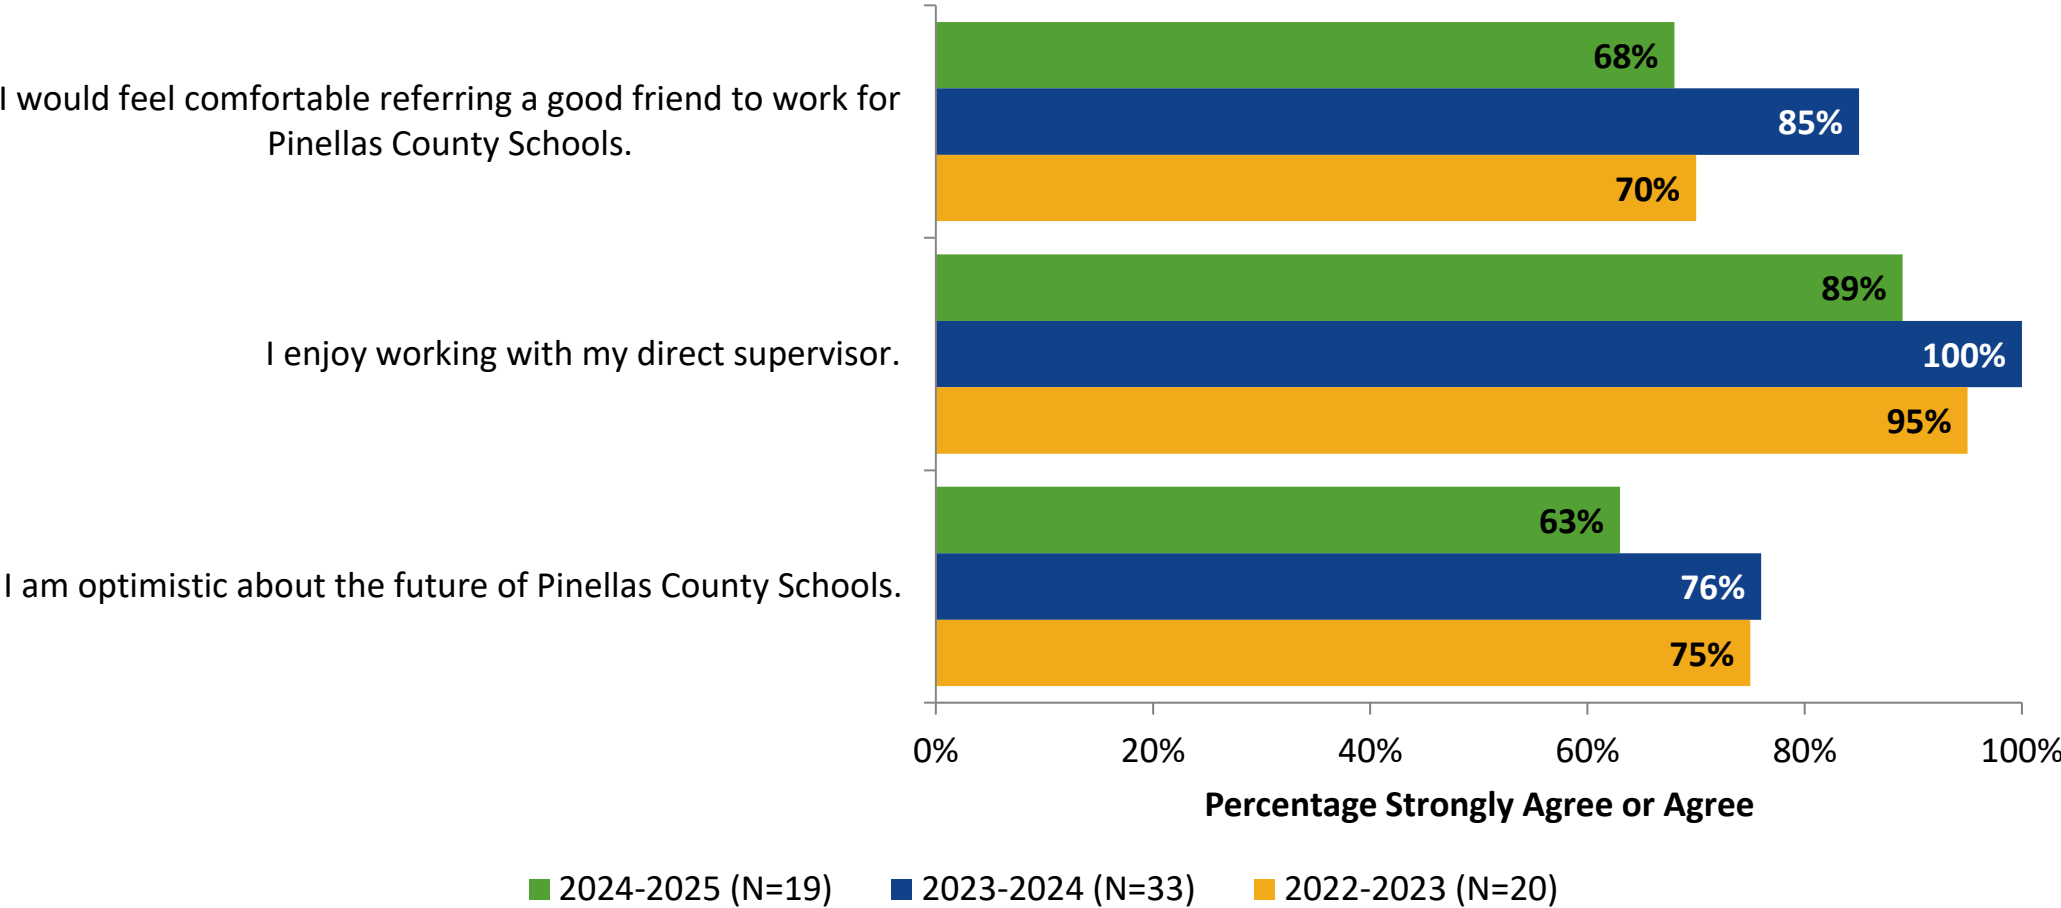 68%
I would feel comfortable referring a good friend to work for
Pinellas County Schools.
85%
70%
89%
I enjoy working with my direct supervisor.
100%
95%
63%
I am optimistic about the future of Pinellas County Schools.
76%
75%
0% 20% 40% 60% 80% 100%
Percentage Strongly Agree or Agree
2024-2025 (N=19) 2023-2024 (N=33) 2022-2023 (N=20)